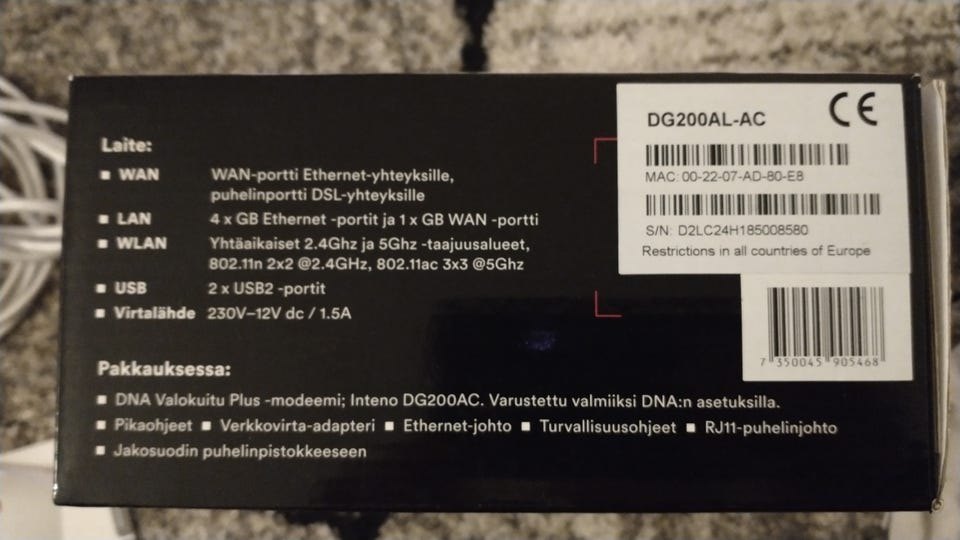 Laite:
▪ WAN WAN-portti Ethernet-yhteyksille,
puhelinportti DSL-yhteyksille
▪ LAN 4 x GB Ethernet -portit ja 1 x GB WAN -portti
▪ WLAN Yhtäaikaiset 2.4Ghz ja 5Ghz -taajuusalueet,
802.11n 2x2 @2.4GHz, 802.11ac 3x3 @5Ghz
▪ USB 2 x USB2 -portit
▪ Virtalähde 230V–12V dc / 1.5A
Pakkauksessa:
▪ DNA Valokuitu Plus -modeemi; Inteno DG200AC. Varustettu valmiiksi DNA:n asetuksilla.
▪ Pikaohjeet ▪ Verkkovirta-adapteri ▪ Ethernet-johto ▪ Turvallisuusohjeet ▪ RJ11-puhelinjohto
▪ Jakosuodin puhelinpistokkeeseen
DG200AL-AC CE
MAC: 00-22-07-AD-80-E8
S/N: D2LC24H185008580
Restrictions in all countries of Europe
7 350045 905468